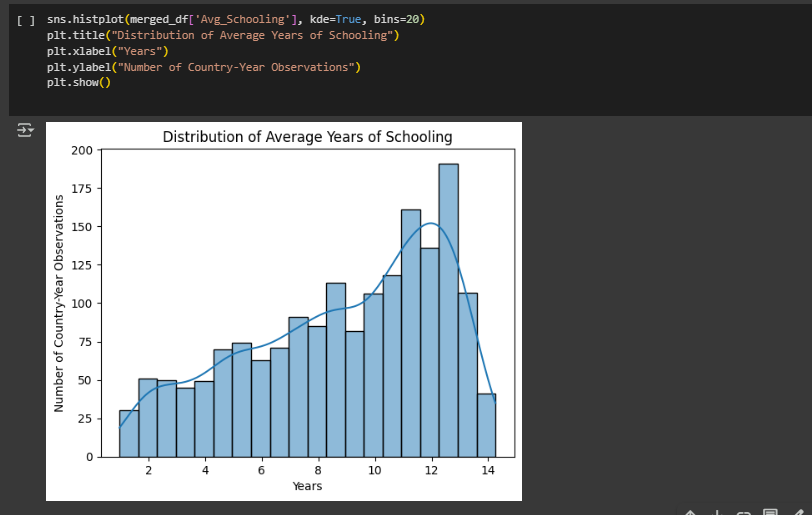 [ ] sns.histplot(merged_df['Avg_Schooling'], kde=True, bins=20)
plt.title("Distribution of Average Years of Schooling")
plt.xlabel("Years")
plt.ylabel("Number of Country-Year Observations")
plt.show()
Distribution of Average Years of Schooling
Number of Country-Year Observations
200
175
150
125
100
75
50
25
0
2 4 6 8 10 12 14
Years